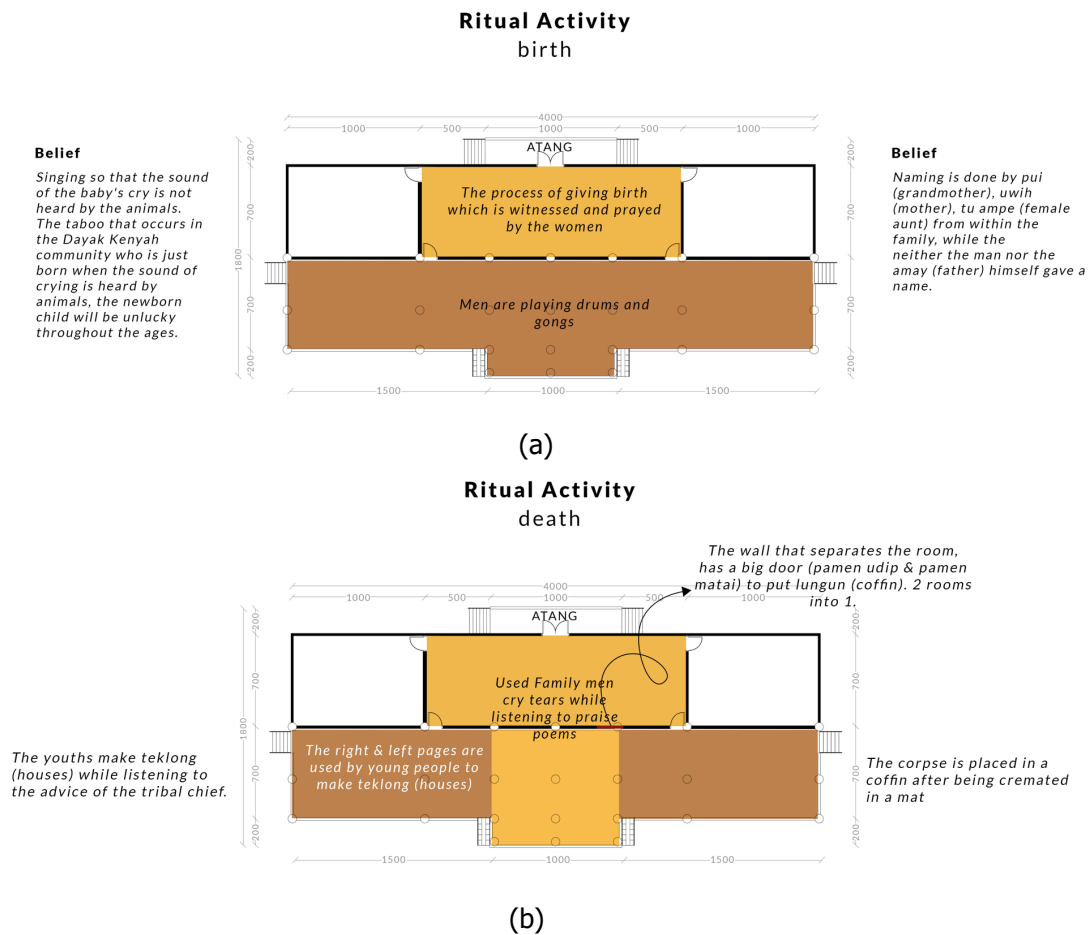 Ritual Activity
birth
4000
1000
500
1000
500
1000
ATANG
Belief
Singing so that the sound
of the baby's cry is not
heard by the animals.
The taboo that occurs in
the Dayak Kenyah
community who is just
born when the sound of
crying is heard by
animals, the newborn
child will be unlucky
throughout the ages.
200
700
1800
700
200
The process of giving birth
which is witnessed and prayed
by the women
Men are playing drums and
gongs
200
700
700
200
Belief
Naming is done by pui
(grandmother), uwih
(mother), tu ampe (female
aunt) from within the
family, while the
neither the man nor the
amay (father) himself gave a
name.
1500
1000
1500
(a)
Ritual Activity
death
The wall that separates the room,
has a big door (pamen udip & pamen
matai) to put lungun (coffin). 2 rooms
into 1.
4000
1000
500
1000
500
1000
ATANG
200
700
1800
700
200
Used Family men
cry tears while
listening to praise
poems
The right & left pages are
used by young people to
make teklong (houses)
The youths make teklong
(houses) while listening to
the advice of the tribal chief.
200
700
700
200
The corpse is placed in a
coffin after being cremated
in a mat
1500
1000
1500
(b)